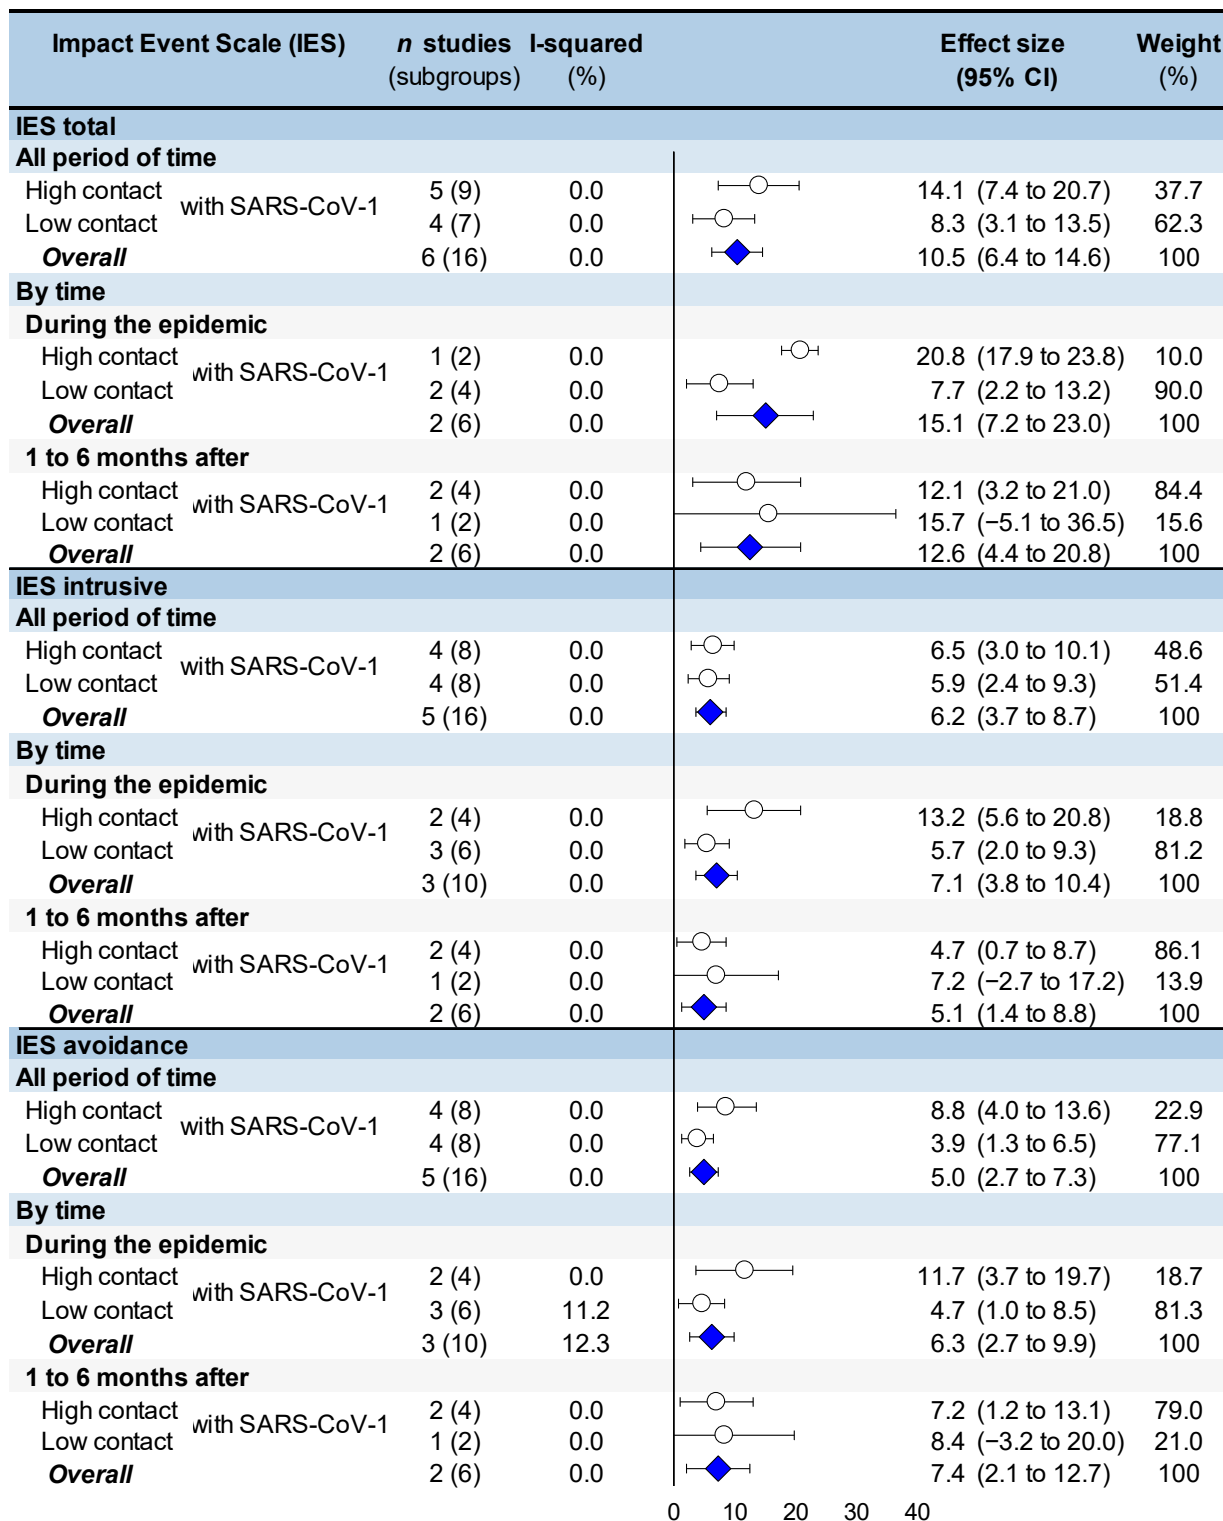 Impact Event Scale (IES) n studies I-squared Effect size Weight
(subgroups) (%) (95% CI) (%)
IES total
All period of time
High contact 5 (9) 0.0 14.1 (7.4 to 20.7) 37.7
with SARS-CoV-1
Low contact 4 (7) 0.0 8.3 (3.1 to 13.5) 62.3
Overall 6 (16) 0.0 10.5 (6.4 to 14.6) 100
By time
During the epidemic
High contact 1 (2) 0.0 20.8 (17.9 to 23.8) 10.0
with SARS-CoV-1
Low contact 2 (4) 0.0 7.7 (2.2 to 13.2) 90.0
Overall 2 (6) 0.0 15.1 (7.2 to 23.0) 100
1 to 6 months after
High contact 2 (4) 0.0 12.1 (3.2 to 21.0) 84.4
with SARS-CoV-1
Low contact 1 (2) 0.0 15.7 (−5.1 to 36.5) 15.6
Overall 2 (6) 0.0 12.6 (4.4 to 20.8) 100
IES intrusive
All period of time
High contact 4 (8) 0.0 6.5 (3.0 to 10.1) 48.6
with SARS-CoV-1
Low contact 4 (8) 0.0 5.9 (2.4 to 9.3) 51.4
Overall 5 (16) 0.0 6.2 (3.7 to 8.7) 100
By time
During the epidemic
High contact 2 (4) 0.0 13.2 (5.6 to 20.8) 18.8
with SARS-CoV-1
Low contact 3 (6) 0.0 5.7 (2.0 to 9.3) 81.2
Overall 3 (10) 0.0 7.1 (3.8 to 10.4) 100
1 to 6 months after
High contact 2 (4) 0.0 4.7 (0.7 to 8.7) 86.1
with SARS-CoV-1
Low contact 1 (2) 0.0 7.2 (−2.7 to 17.2) 13.9
Overall 2 (6) 0.0 5.1 (1.4 to 8.8) 100
IES avoidance
All period of time
High contact 4 (8) 0.0 8.8 (4.0 to 13.6) 22.9
with SARS-CoV-1
Low contact 4 (8) 0.0 3.9 (1.3 to 6.5) 77.1
Overall 5 (16) 0.0 5.0 (2.7 to 7.3) 100
By time
During the epidemic
High contact 2 (4) 0.0 11.7 (3.7 to 19.7) 18.7
with SARS-CoV-1
Low contact 3 (6) 11.2 4.7 (1.0 to 8.5) 81.3
Overall 3 (10) 12.3 6.3 (2.7 to 9.9) 100
1 to 6 months after
High contact 2 (4) 0.0 7.2 (1.2 to 13.1) 79.0
with SARS-CoV-1
Low contact 1 (2) 0.0 8.4 (−3.2 to 20.0) 21.0
Overall 2 (6) 0.0 7.4 (2.1 to 12.7) 100
0 10 20 30 40